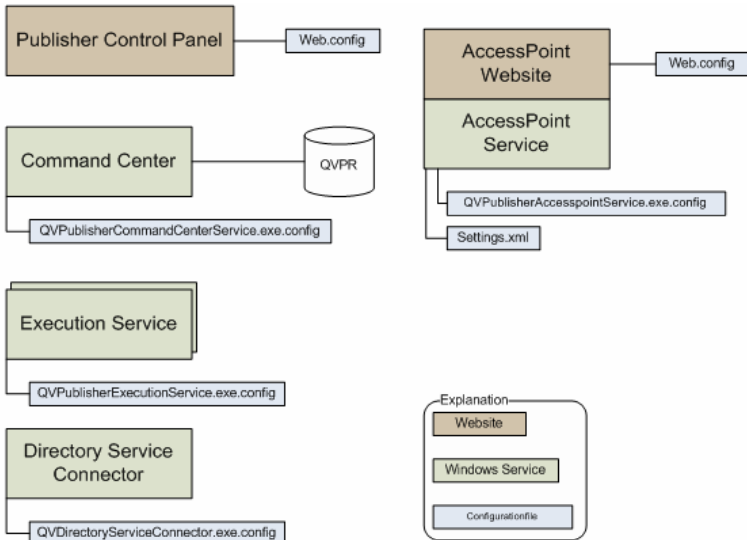 Publisher Control Panel
Web.config
Command Center
QVPR
QVPublisherCommandCenterService.exe.config
Execution Service
QVPublisherExecutionService.exe.config
Directory Service
Connector
QVDirectoryServiceConnector.exe.config
AccessPoint
Website
Web.config
AccessPoint
Service
QVPublisherAccesspointService.exe.config
Settings.xml
Explanation
Website
Windows Service
Configurationfile